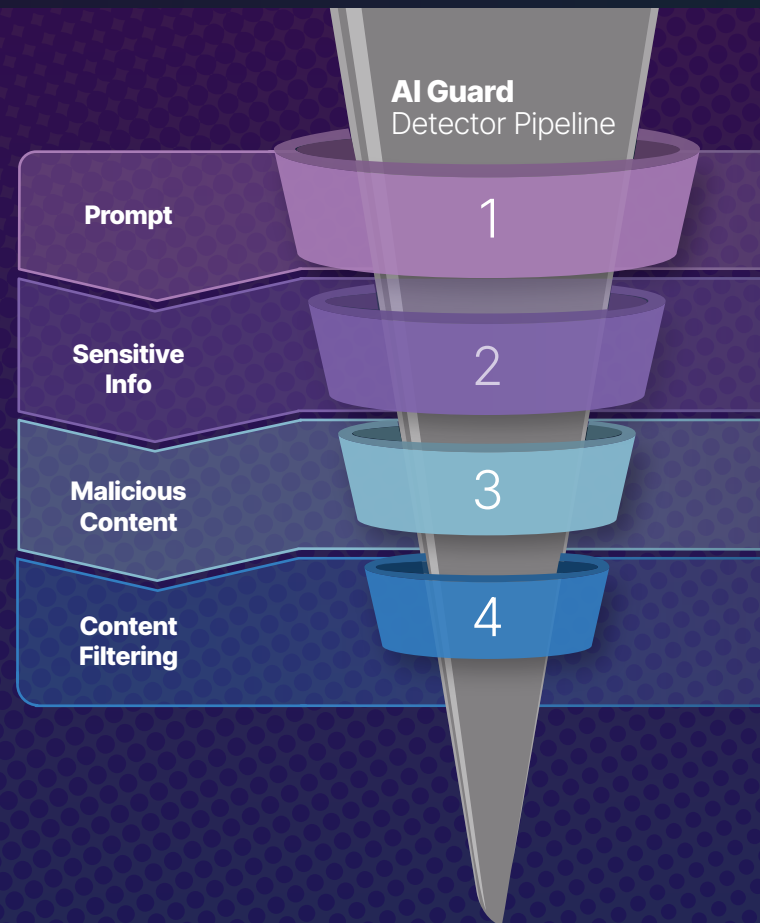 AI Guard
Detector Pipeline
Prompt
1
Sensitive
Info
2
Malicious
Content
3
Content
Filtering
4